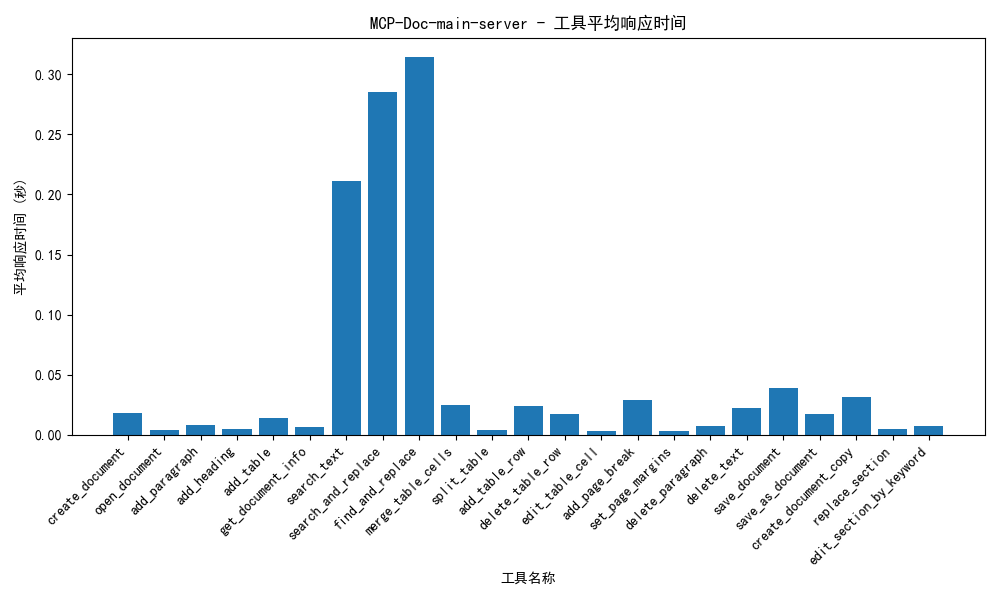 MCP-Doc-main-server - 工具平均响应时间
平均响应时间 (秒)
0.30
0.25
0.20
0.15
0.10
0.05
0.00
create_document
open_document
add_paragraph
add_heading
add_table
get_document_info
search_text
search_and_replace
find_and_replace
merge_table_cells
split_table
add_table_row
delete_table_row
edit_table_cell
add_page_break
set_page_margins
delete_paragraph
delete_text
save_document
save_as_document
create_document_copy
replace_section
edit_section_by_keyword
工具名称